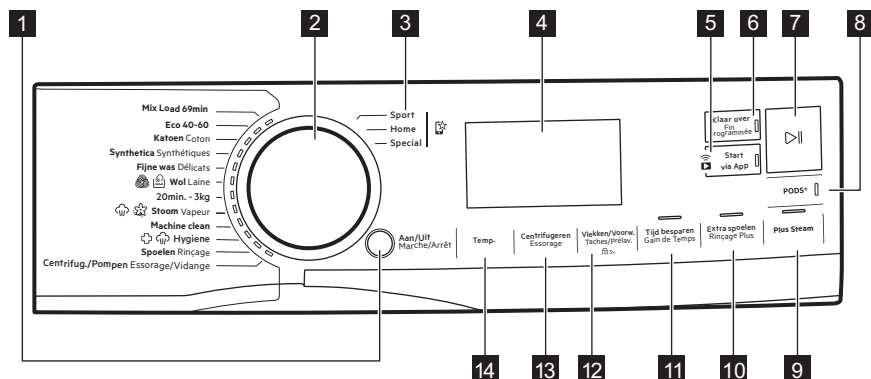 1
2
3
4
5
6
7
8
Mix Load 69min
Eco 40-60
Katoen Coton
Synthetica Synthétiques
Fijne was Délicats
Wol Laine
20min. - 3kg
Stoom Vapeur
Machine clean
Hygiene
Spoelen Rinçage
Centrifug./Pompen Essorage/Vidange
Sport
Home
Special
Aan/Uit
Marche/Arrêt
Klaar over
Fin
programmée
Start
via App
PODS®
Temp.
Centrifugeren
Essorage
Vlekken/Voorw.
Taches/Prélav.
3s
Tijd besparen
Gain de Temps
Extra spoelen
Rinçage Plus
Plus Steam
14
13
12
11
10
9